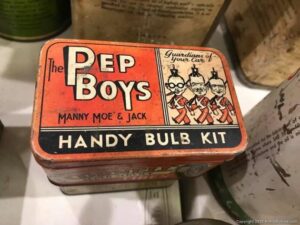 The
PEP
BOYS
MANNY MOE & JACK
Guardians of
Your Car
HANDY BULB KIT